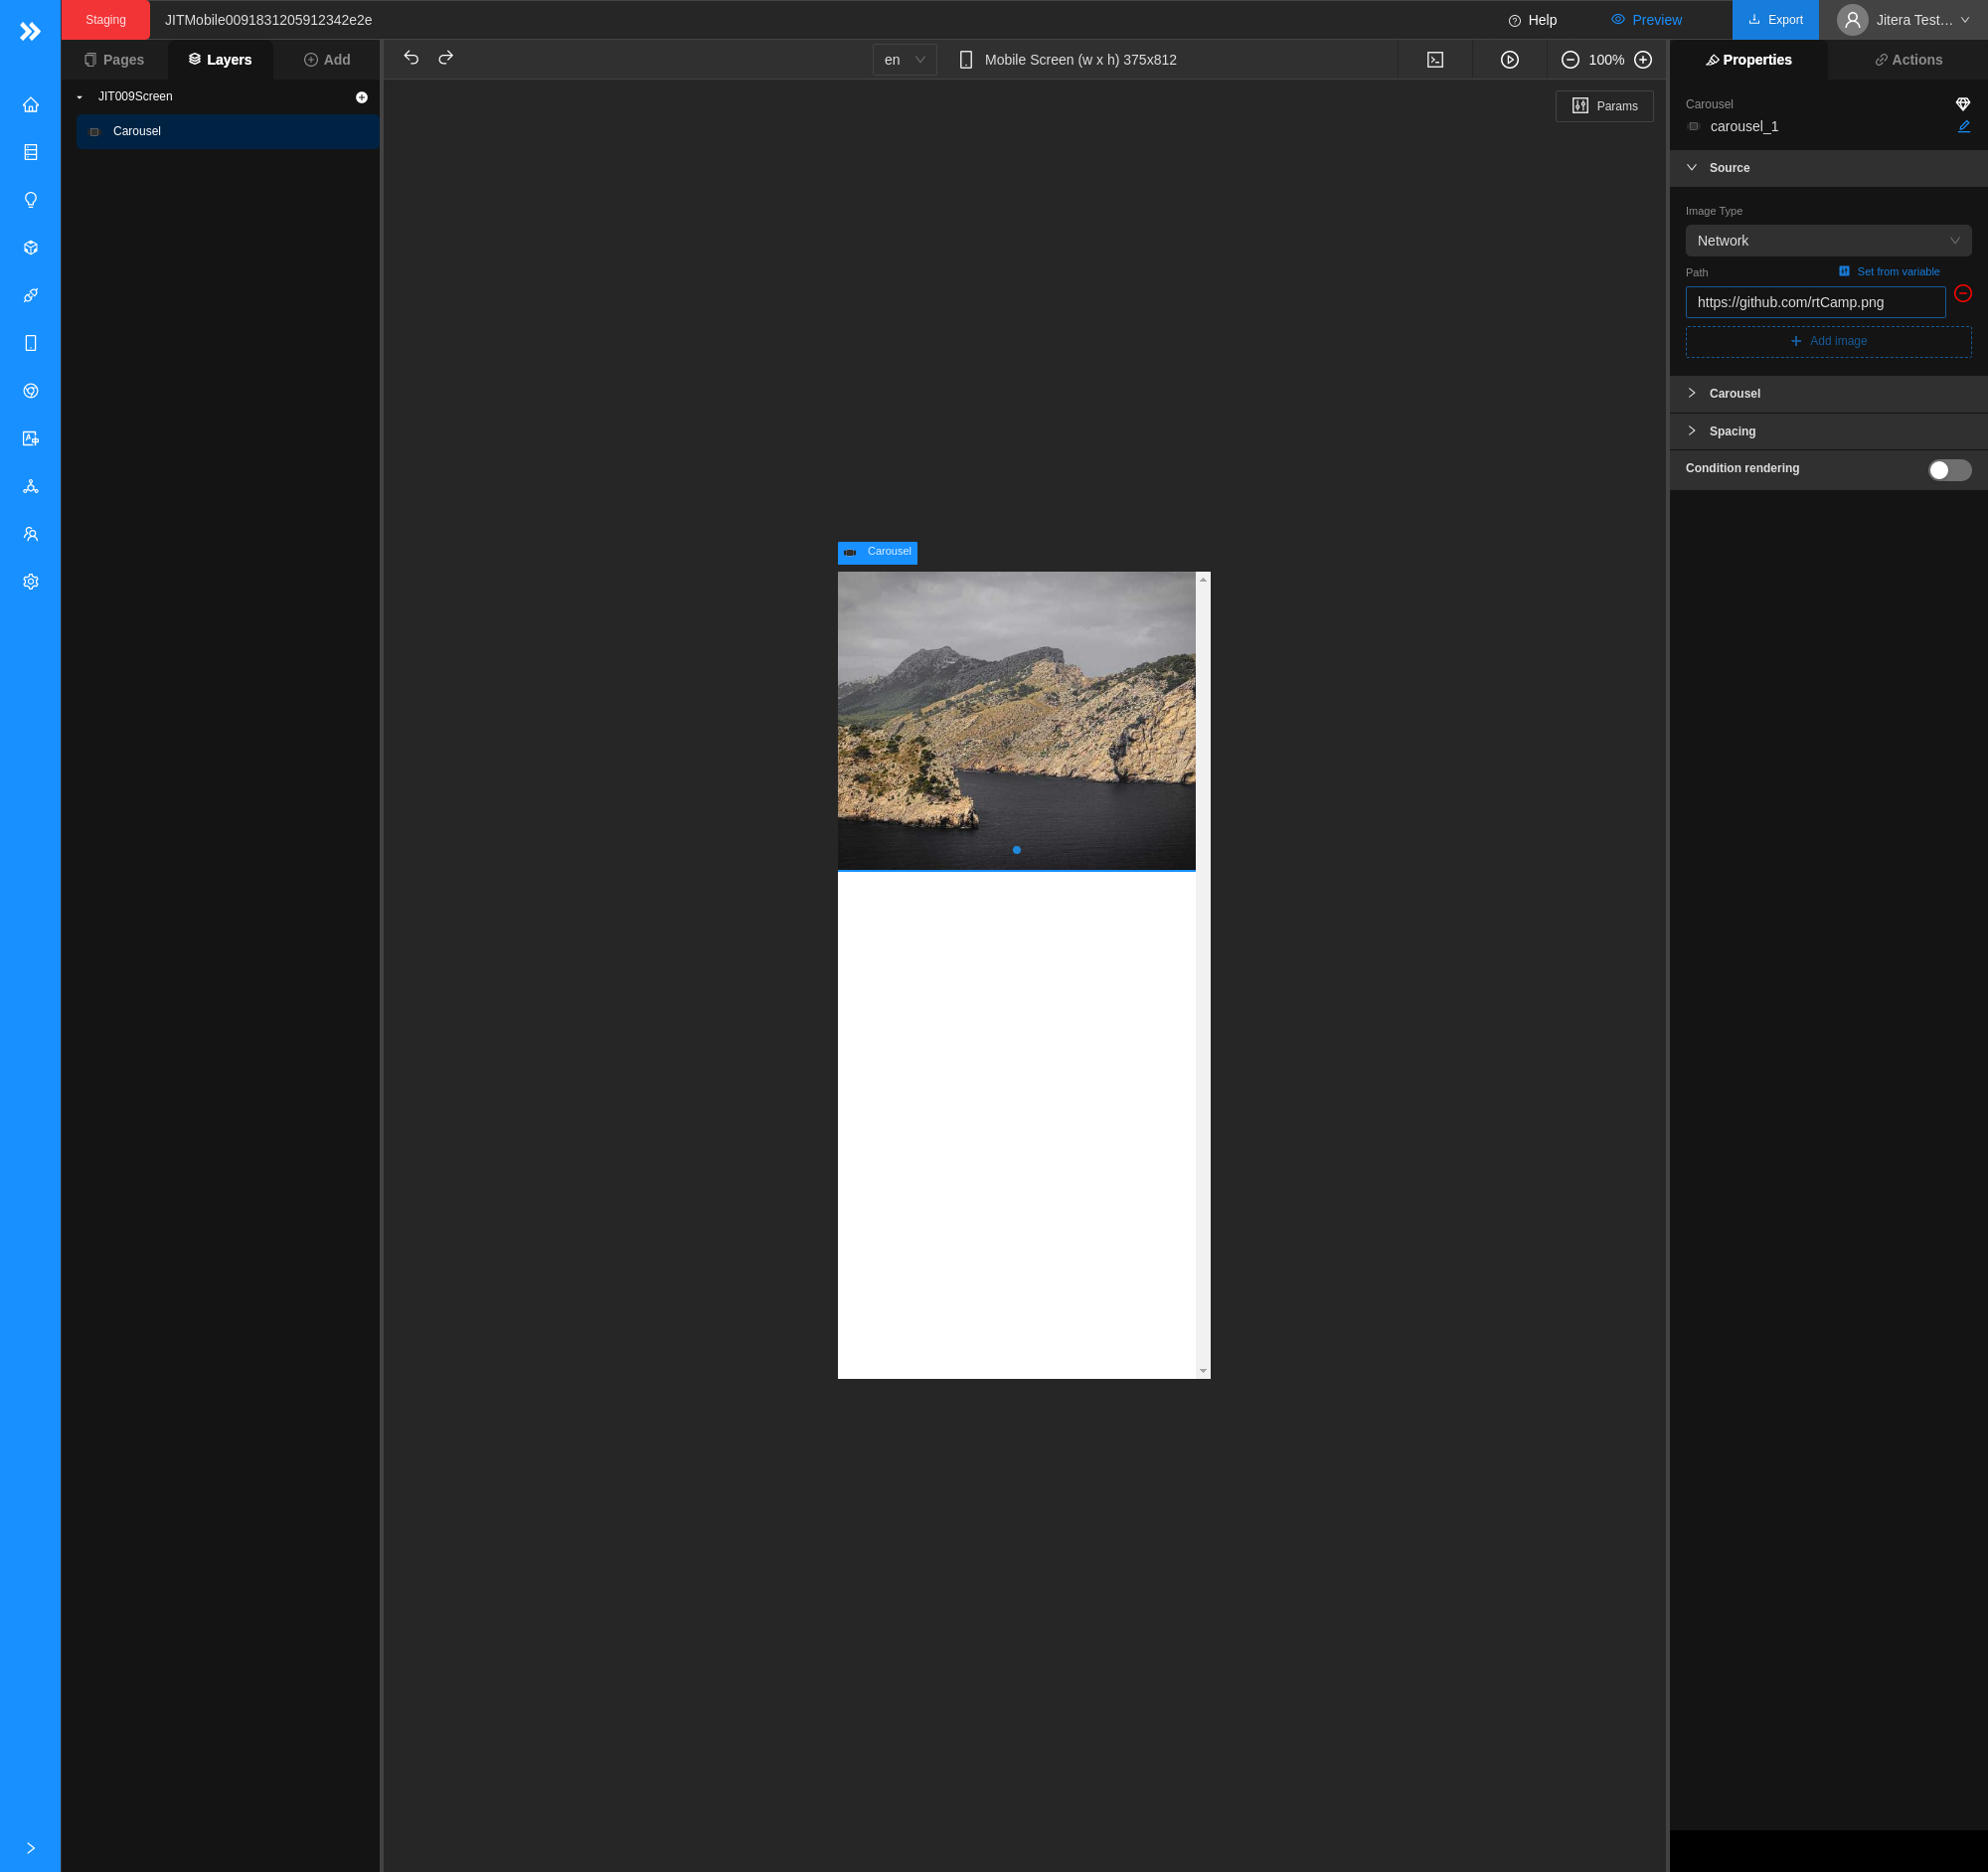 Staging
JITMobile0091831205912342e2e
Help
Preview
Export
Jitera Test…
Pages
Layers
Add
en
Mobile Screen (w x h) 375x812
100%
Properties
Actions
JIT009Screen
Carousel
Params
Carousel
carousel_1
Source
Image Type
Network
Path
Set from variable
https://github.com/rtCamp.png
Add image
Carousel
Spacing
Condition rendering
Carousel